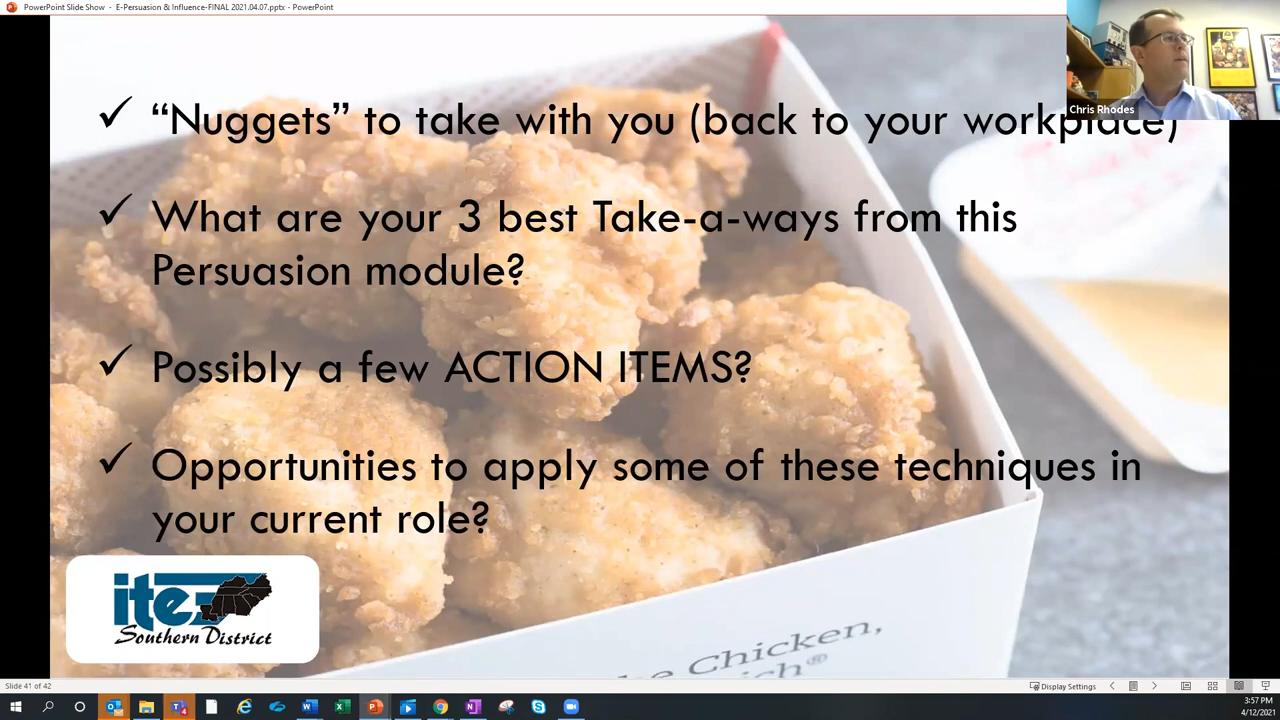 PowerPoint Slide Show - E-Persuasion & Influence-FINAL 2021.04.07.pptx - PowerPoint
Chris Rhodes
“Nuggets” to take with you (back to your workplace)
What are your 3 best Take-a-ways from this
Persuasion module?
Possibly a few ACTION ITEMS?
Opportunities to apply some of these techniques in
your current role?
ite
Southern District
Chicken,
Slide 41 of 42
Display Settings
3:57 PM
4/12/2021